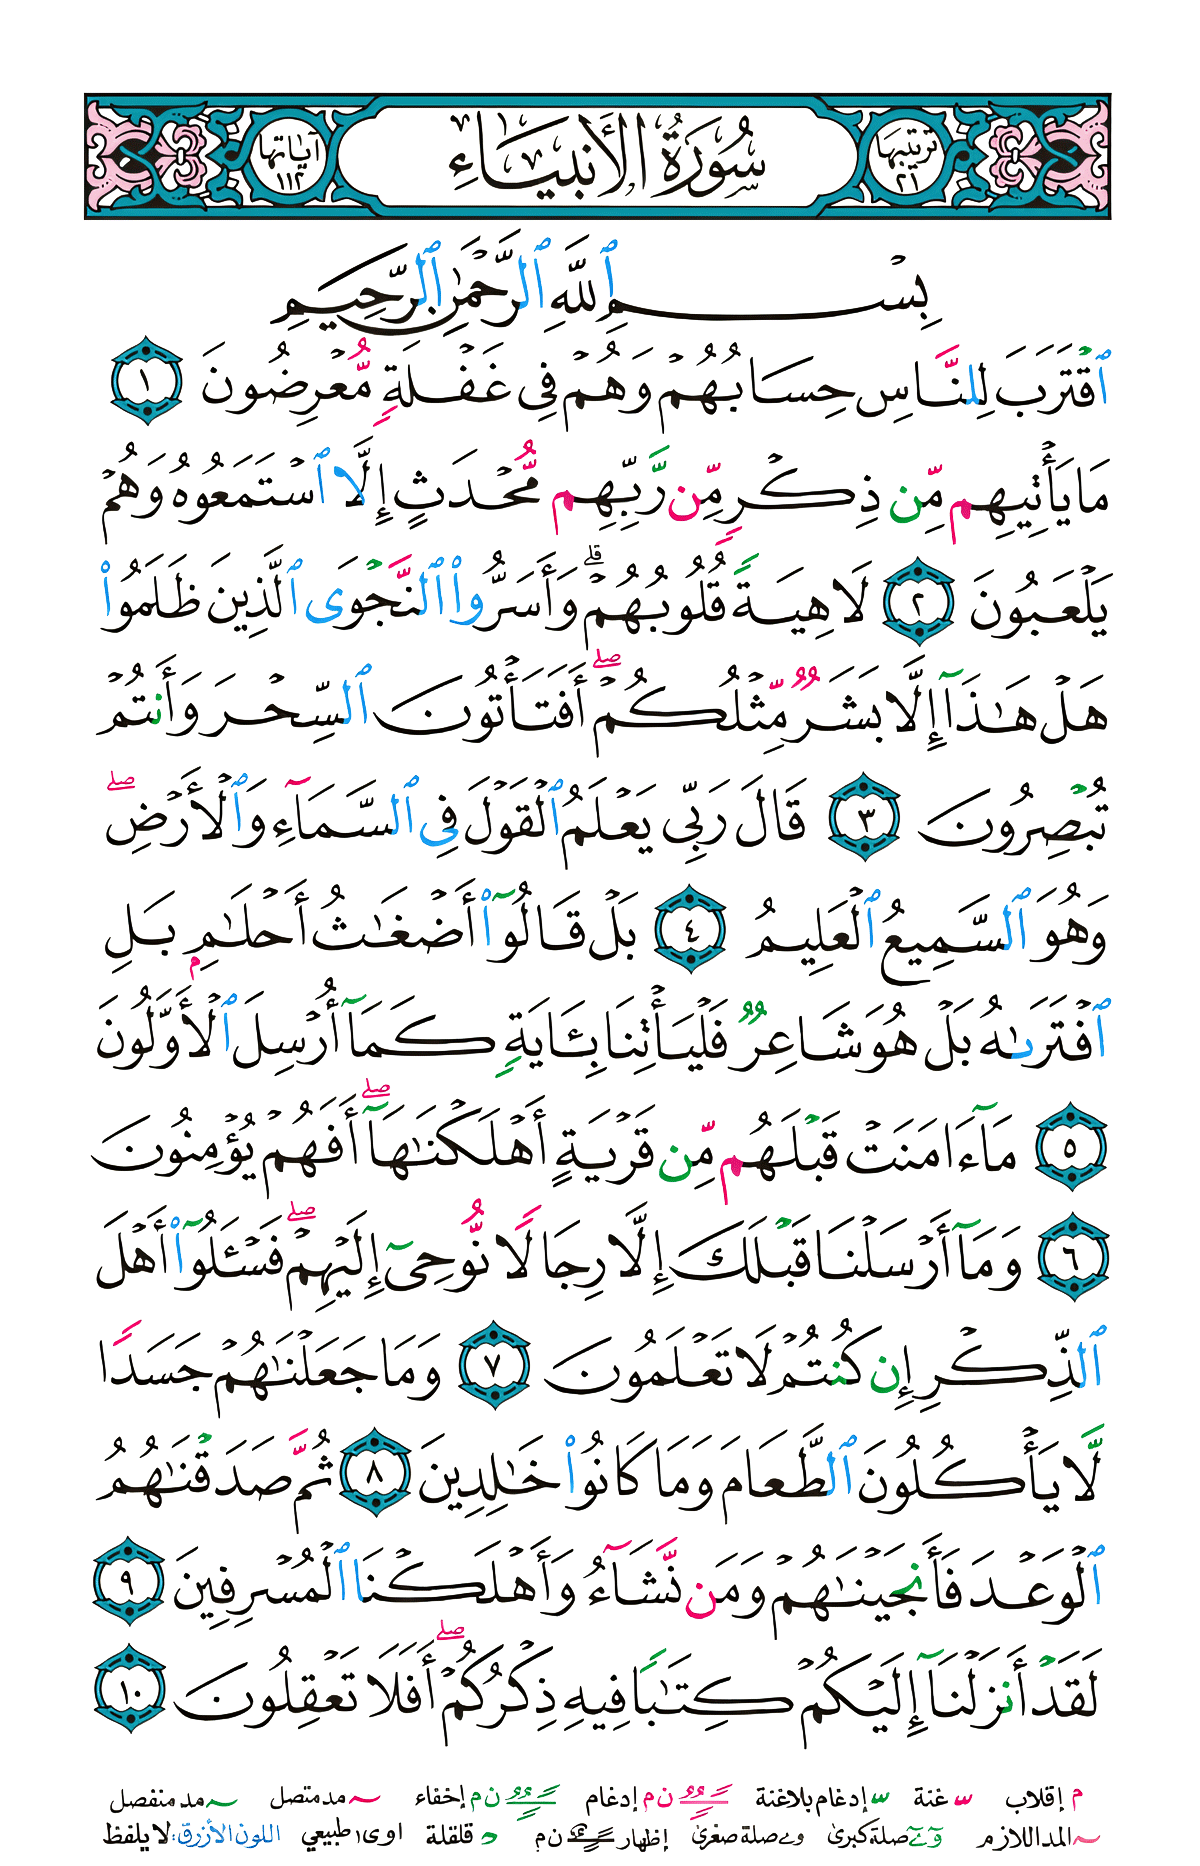 ترتيبها ٢١ سُورَةُ الأَنبيَاءِ آياتها ١١٢
بِسْمِ ٱللَّهِ ٱلرَّحْمَٰنِ ٱلرَّحِيمِ
ٱقْتَرَبَ لِلنَّاسِ حِسَابُهُمْ وَهُمْ فِى غَفْلَةٍ مُّعْرِضُونَ ١
مَا يَأْتِيهِم مِّن ذِكْرٍ مِّن رَّبِّهِم مُّحْدَثٍ إِلَّا ٱسْتَمَعُوهُ وَهُمْ
يَلْعَبُونَ ٢ لَاهِيَةً قُلُوبُهُمْ ۗ وَأَسَرُّوا۟ ٱلنَّجْوَى ٱلَّذِينَ ظَلَمُوا۟
هَلْ هَٰذَآ إِلَّا بَشَرٌ مِّثْلُكُمْ ۖ أَفَتَأْتُونَ ٱلسِّحْرَ وَأَنتُمْ
تُبْصِرُونَ ٣ قَالَ رَبِّى يَعْلَمُ ٱلْقَوْلَ فِى ٱلسَّمَآءِ وَٱلْأَرْضِ ۖ
وَهُوَ ٱلسَّمِيعُ ٱلْعَلِيمُ ٤ بَلْ قَالُوٓا۟ أَضْغَٰثُ أَحْلَٰمٍۭ بَلِ
ٱفْتَرَىٰهُ بَلْ هُوَ شَاعِرٌ فَلْيَأْتِنَا بِـَٔايَةٍ كَمَآ أُرْسِلَ ٱلْأَوَّلُونَ
٥ مَآ ءَامَنَتْ قَبْلَهُم مِّن قَرْيَةٍ أَهْلَكْنَٰهَآ ۖ أَفَهُمْ يُؤْمِنُونَ
٦ وَمَآ أَرْسَلْنَا قَبْلَكَ إِلَّا رِجَالًا نُّوحِىٓ إِلَيْهِمْ ۖ فَسْـَٔلُوٓا۟ أَهْلَ
ٱلذِّكْرِ إِن كُنتُمْ لَا تَعْلَمُونَ ٧ وَمَا جَعَلْنَٰهُمْ جَسَدًا
لَّا يَأْكُلُونَ ٱلطَّعَامَ وَمَا كَانُوا۟ خَٰلِدِينَ ٨ ثُمَّ صَدَقْنَٰهُمُ
ٱلْوَعْدَ فَأَنجَيْنَٰهُمْ وَمَن نَّشَآءُ وَأَهْلَكْنَا ٱلْمُسْرِفِينَ ٩
لَقَدْ أَنزَلْنَآ إِلَيْكُمْ كِتَٰبًا فِيهِ ذِكْرُكُمْ ۖ أَفَلَا تَعْقِلُونَ ١٠
م إقلاب غنة إدغام بلاغنة ن م إدغام ن م إخفاء مد متصل مد منفصل
المد اللازم صلة كبرى صلة صغرى إظهار ن م قلقلة اوى طبيعي اللون الأزرق: لا يلفظ